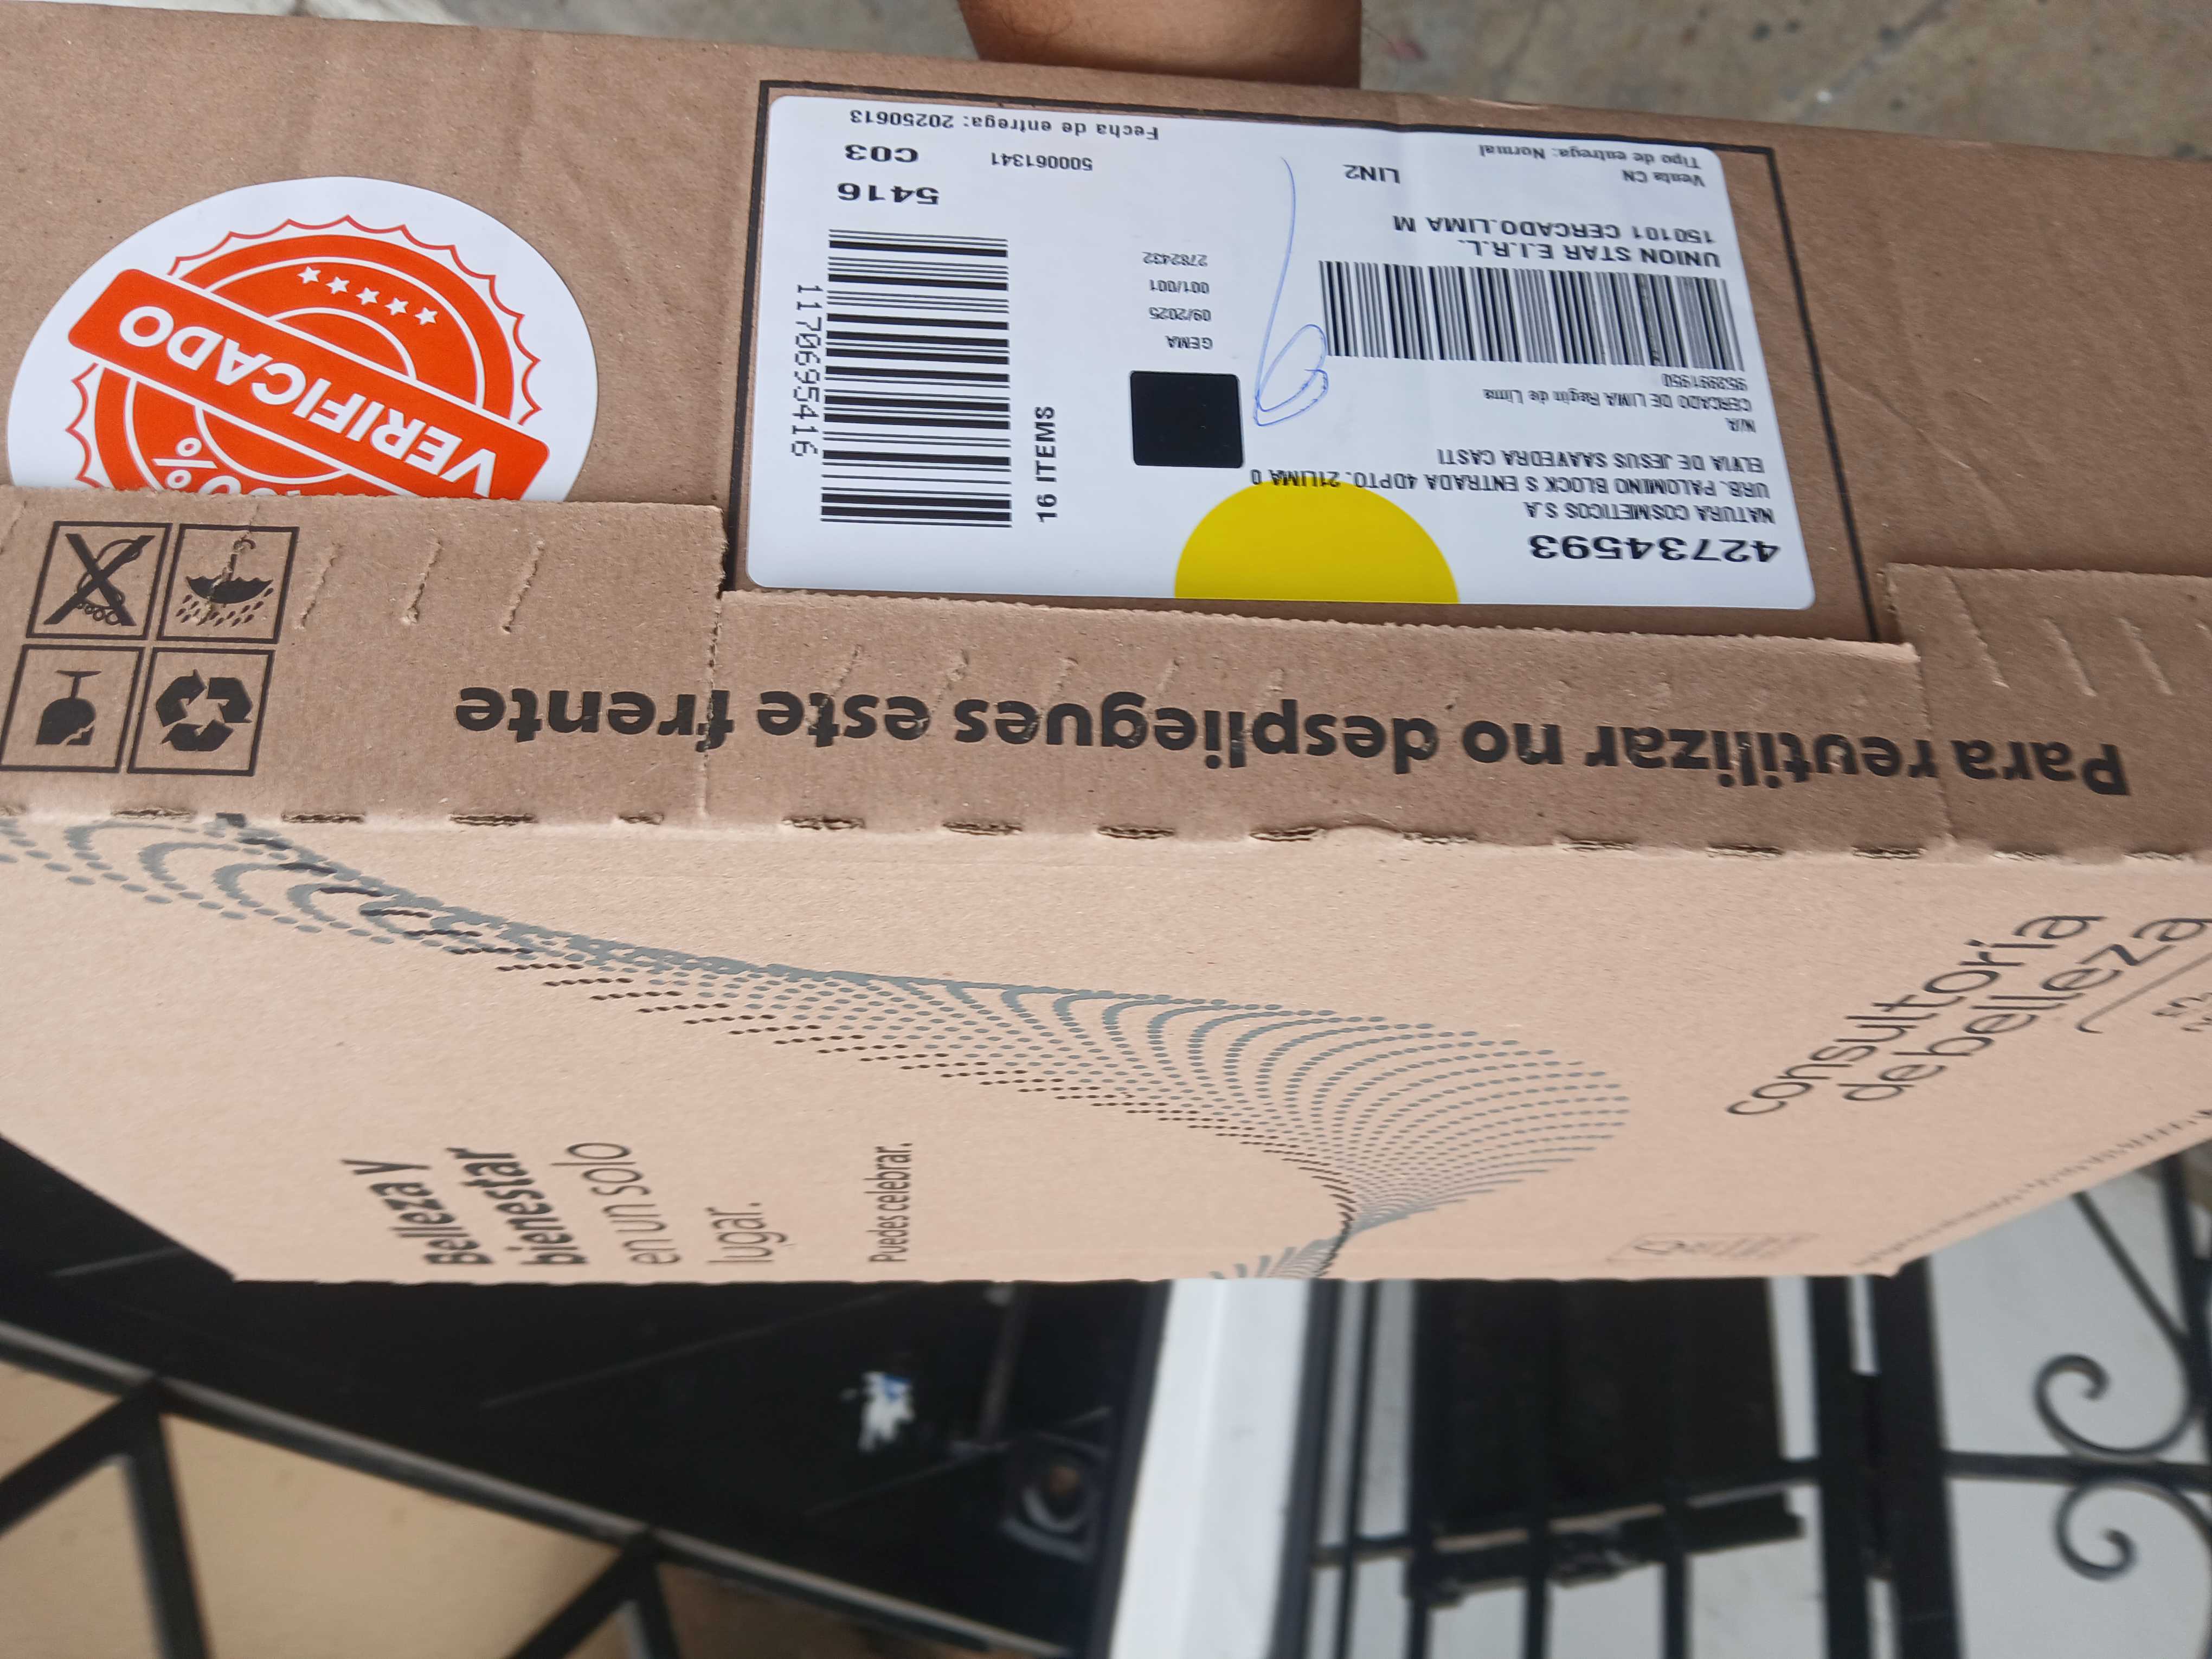 42734593
NATURA COSMETICOS S.A
URB. PALOMINO BLOCK S ENTRADA 4DPTO. 21LIMA 0
ELVIA DE JESUS SAAVEDRA CASTI
N/A
CERCADO DE LIMA Regin de Lima
952991950
UNION STAR E.I.R.L.
150101 CERCADO.LIMA M
Venta CN
LIN2
Tipo de entrega: Normal
16 ITEMS
GEMA
09/2025
001/001
2782432
1170695416
5416
500061341
C03
Fecha de entrega: 20250613
VERIFICADO
Para reutilizar no despliegues este frente
Belleza y
bienestar
en un solo
lugar.
Puedes celebrar.
consultoría
de belleza